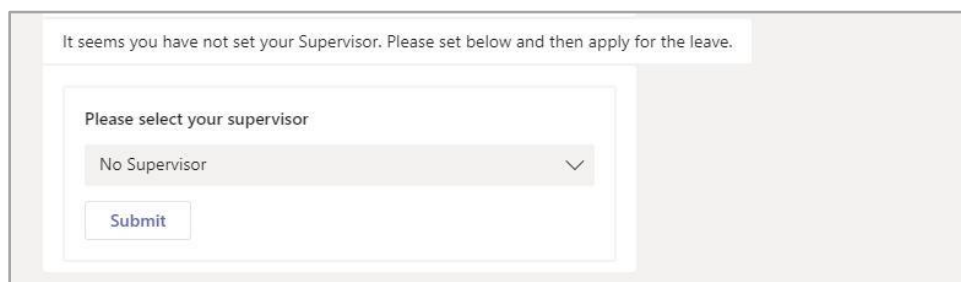 It seems you have not set your Supervisor. Please set below and then apply for the leave.
Please select your supervisor
No Supervisor
Submit